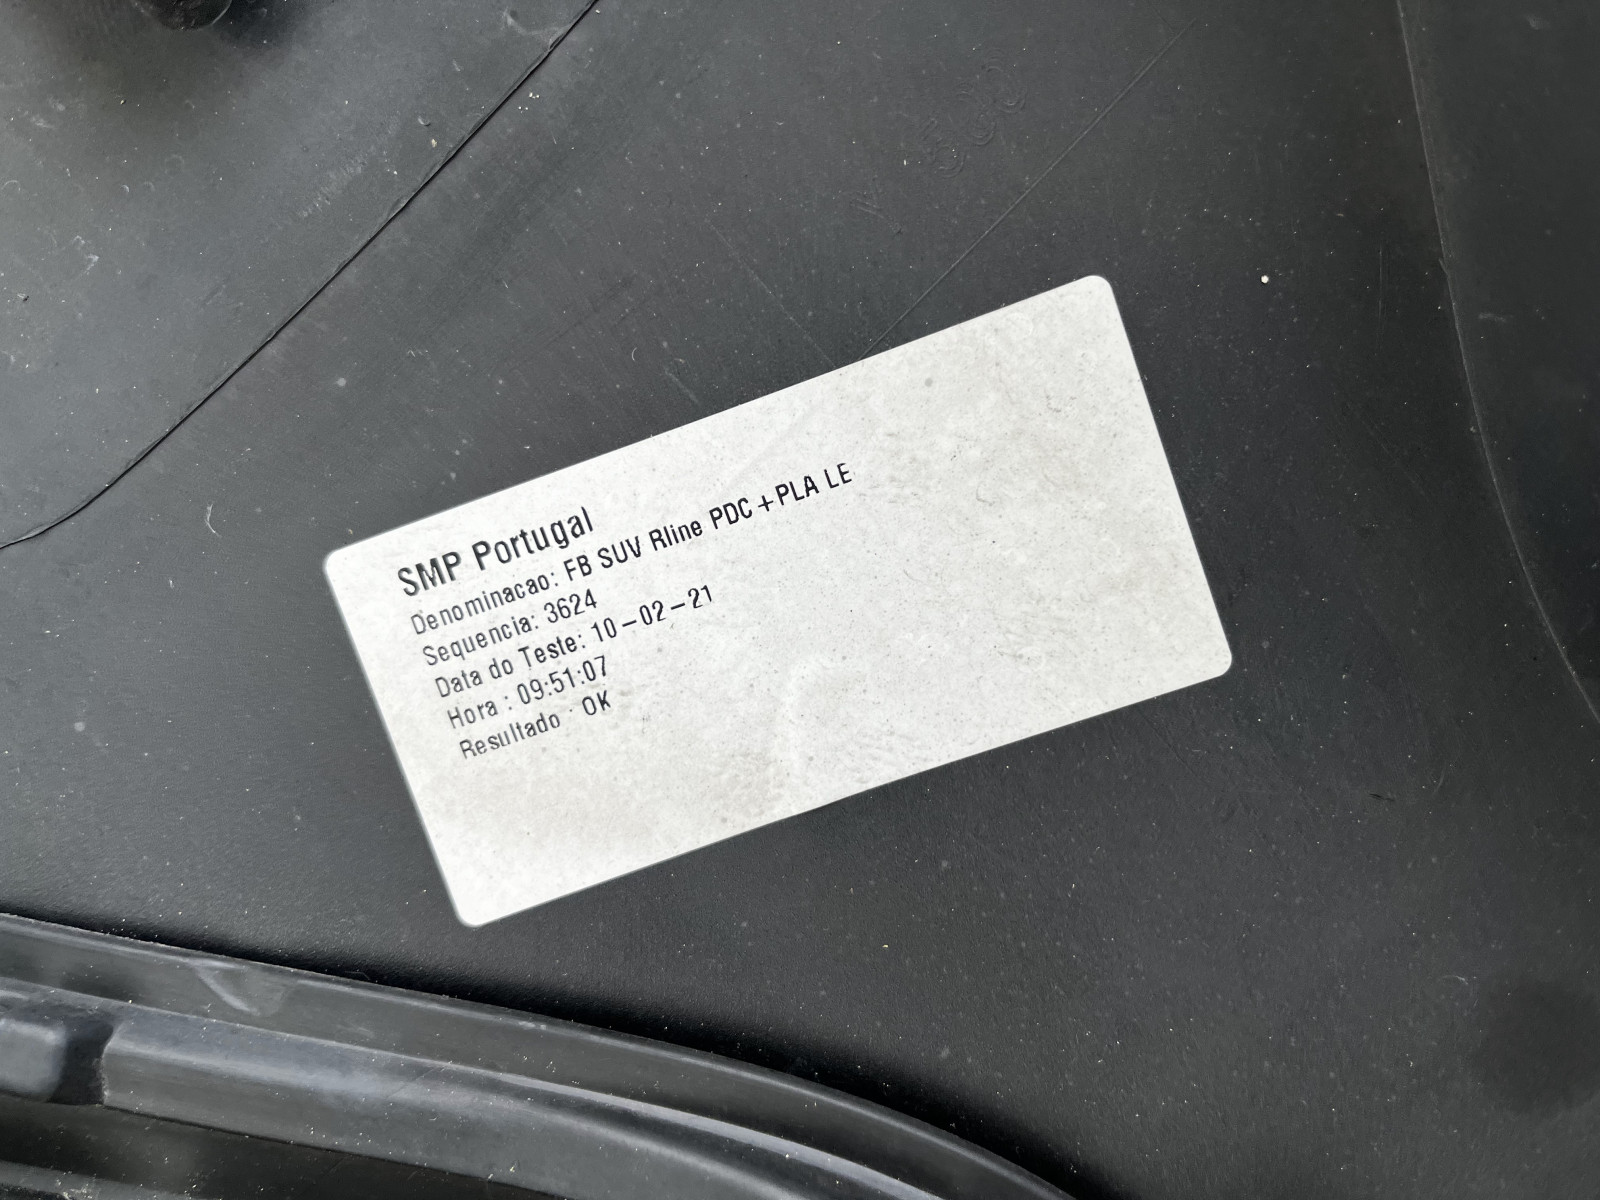 SMP Portugal
Denominacao: FB SUV Rline PDC+PLA LE
Sequencia: 3624
Data do Teste: 10-02-21
Hora : 09:51:07
Resultado : OK